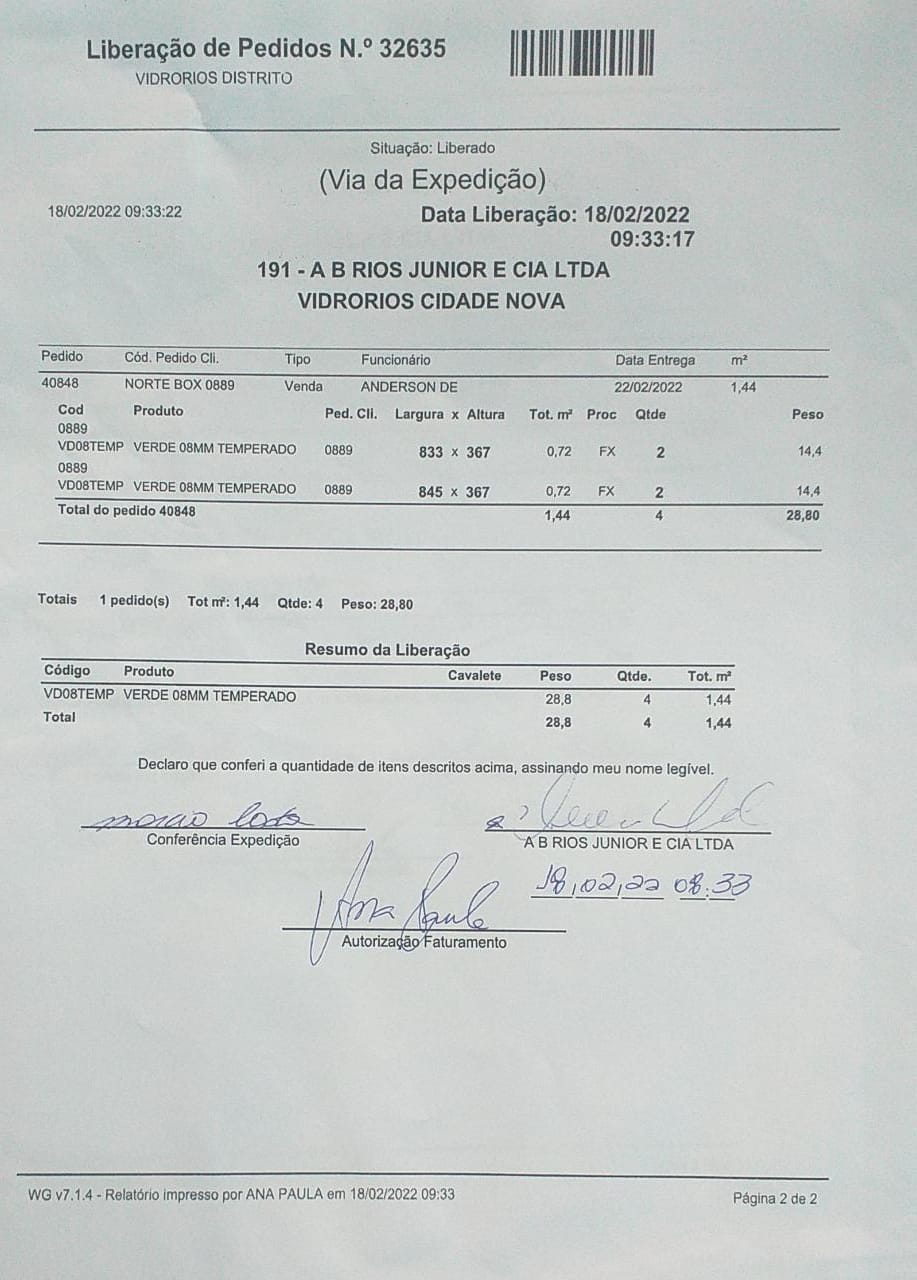 Liberação de Pedidos N.º 32635
VIDRORIOS DISTRITO
Situação: Liberado
(Via da Expedição)
18/02/2022 09:33:22 Data Liberação: 18/02/2022
09:33:17
191 - A B RIOS JUNIOR E CIA LTDA
VIDRORIOS CIDADE NOVA
Pedido Cód. Pedido Cli. Tipo Funcionário Data Entrega m²
40848 NORTE BOX 0889 Venda ANDERSON DE 22/02/2022 1,44
Cod Produto Ped. Cli. Largura x Altura Tot. m² Proc Qtde Peso
0889
VD08TEMP VERDE 08MM TEMPERADO 0889 833 x 367 0,72 FX 2 14,4
0889
VD08TEMP VERDE 08MM TEMPERADO 0889 845 x 367 0,72 FX 2 14,4
Total do pedido 40848 1,44 4 28,80
Totais 1 pedido(s) Tot m²: 1,44 Qtde: 4 Peso: 28,80
Resumo da Liberação
Código Produto Cavalete Peso Qtde. Tot. m²
VD08TEMP VERDE 08MM TEMPERADO 28,8 4 1,44
Total 28,8 4 1,44
Declaro que conferi a quantidade de itens descritos acima, assinando meu nome legível.
Conferência Expedição A B RIOS JUNIOR E CIA LTDA
18,02,22 08:33
Ana Paula
Autorização Faturamento
WG v7.1.4 - Relatório impresso por ANA PAULA em 18/02/2022 09:33 Página 2 de 2